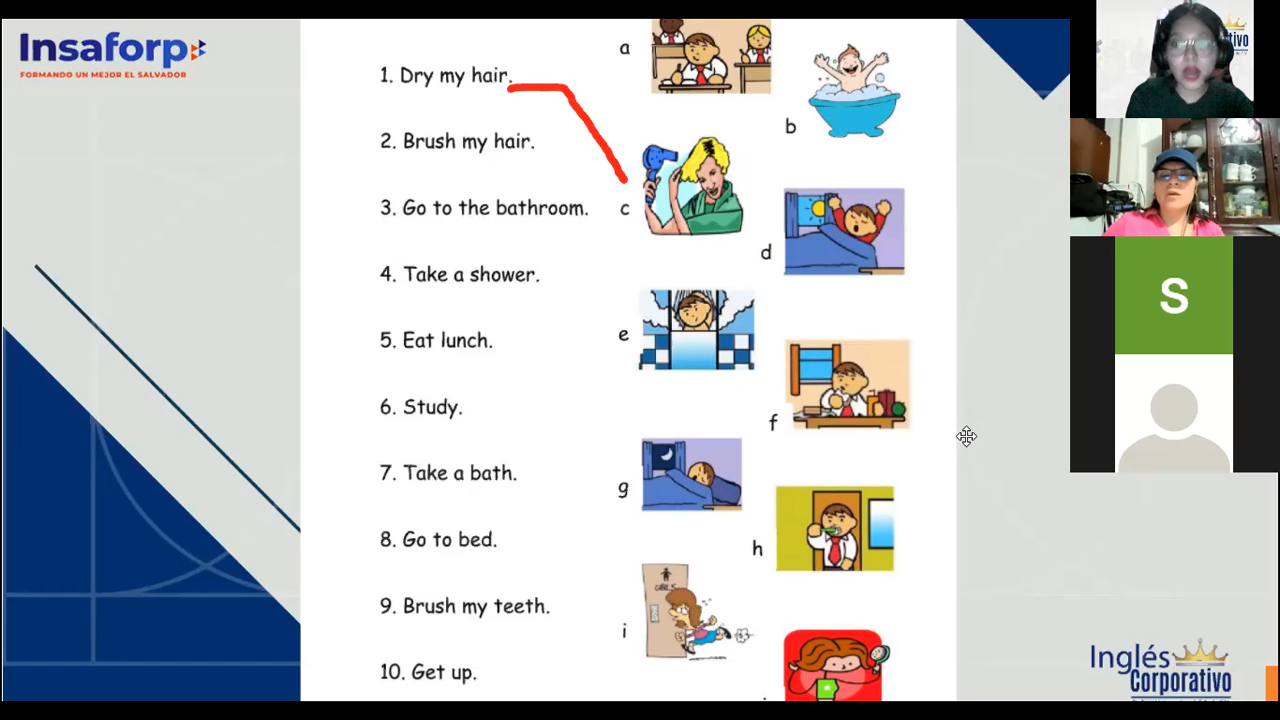 Insaforp
FORMANDO UN MEJOR EL SALVADOR
1. Dry my hair.
2. Brush my hair.
3. Go to the bathroom.
4. Take a shower.
5. Eat lunch.
6. Study.
7. Take a bath.
8. Go to bed.
9. Brush my teeth.
10. Get up.
a
b
c
d
e
f
g
h
i
GIRLS
S
Inglés
Corporativo